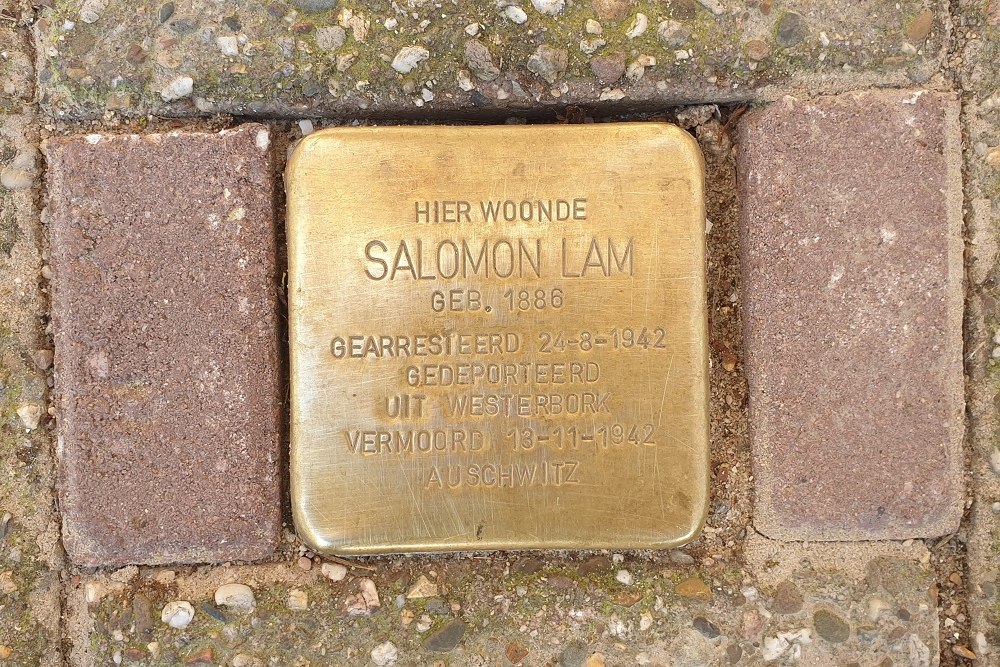 HIER WOONDE
SALOMON LAM
GEB. 1886
GEARRESTEERD 24-8-1942
GEDEPORTEERD
UIT WESTERBORK
VERMOORD 13-11-1942
AUSCHWITZ